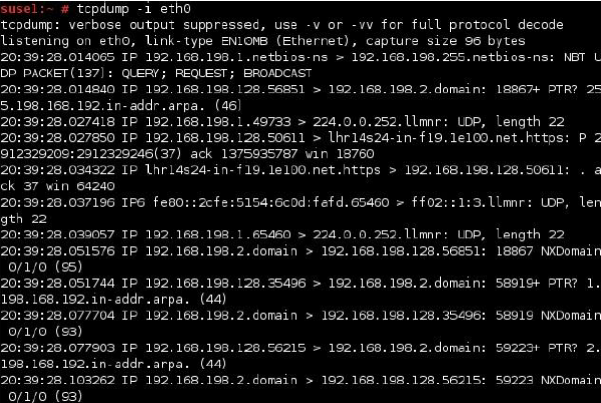 suse1:~ # tcpdump -i eth0
tcpdump: verbose output suppressed, use -v or -vv for full protocol decode
listening on eth0, link-type EN10MB (Ethernet), capture size 96 bytes
20:39:28.014065 IP 192.168.198.1.netbios-ns > 192.168.198.255.netbios-ns: NBT U
DP PACKET(137): QUERY; REQUEST; BROADCAST
20:39:28.014840 IP 192.168.198.128.56851 > 192.168.198.2.domain: 18867+ PTR? 25
5.198.168.192.in-addr.arpa. (46)
20:39:28.027418 IP 192.168.198.1.49733 > 224.0.0.252.llmnr: UDP, length 22
20:39:28.027850 IP 192.168.198.128.50611 > lhr14s24-in-f19.1e100.net.https: P 2
912329209:2912329246(37) ack 1375935787 win 18760
20:39:28.034322 IP lhr14s24-in-f19.1e100.net.https > 192.168.198.128.50611: . a
ck 37 win 64240
20:39:28.037196 IP6 fe80::2cfe:5154:6c0d:fafd.65460 > ff02::1:3.llmnr: UDP, len
gth 22
20:39:28.039057 IP 192.168.198.1.65460 > 224.0.0.252.llmnr: UDP, length 22
20:39:28.051576 IP 192.168.198.2.domain > 192.168.198.128.56851: 18867 NXDomain
0/1/0 (95)
20:39:28.051744 IP 192.168.198.128.35496 > 192.168.198.2.domain: 58919+ PTR? 1.
198.168.192.in-addr.arpa. (44)
20:39:28.077704 IP 192.168.198.2.domain > 192.168.198.128.35496: 58919 NXDomain
0/1/0 (93)
20:39:28.077903 IP 192.168.198.128.56215 > 192.168.198.2.domain: 59223+ PTR? 2.
198.168.192.in-addr.arpa. (44)
20:39:28.103262 IP 192.168.198.2.domain > 192.168.198.128.56215: 59223 NXDomain
0/1/0 (93)